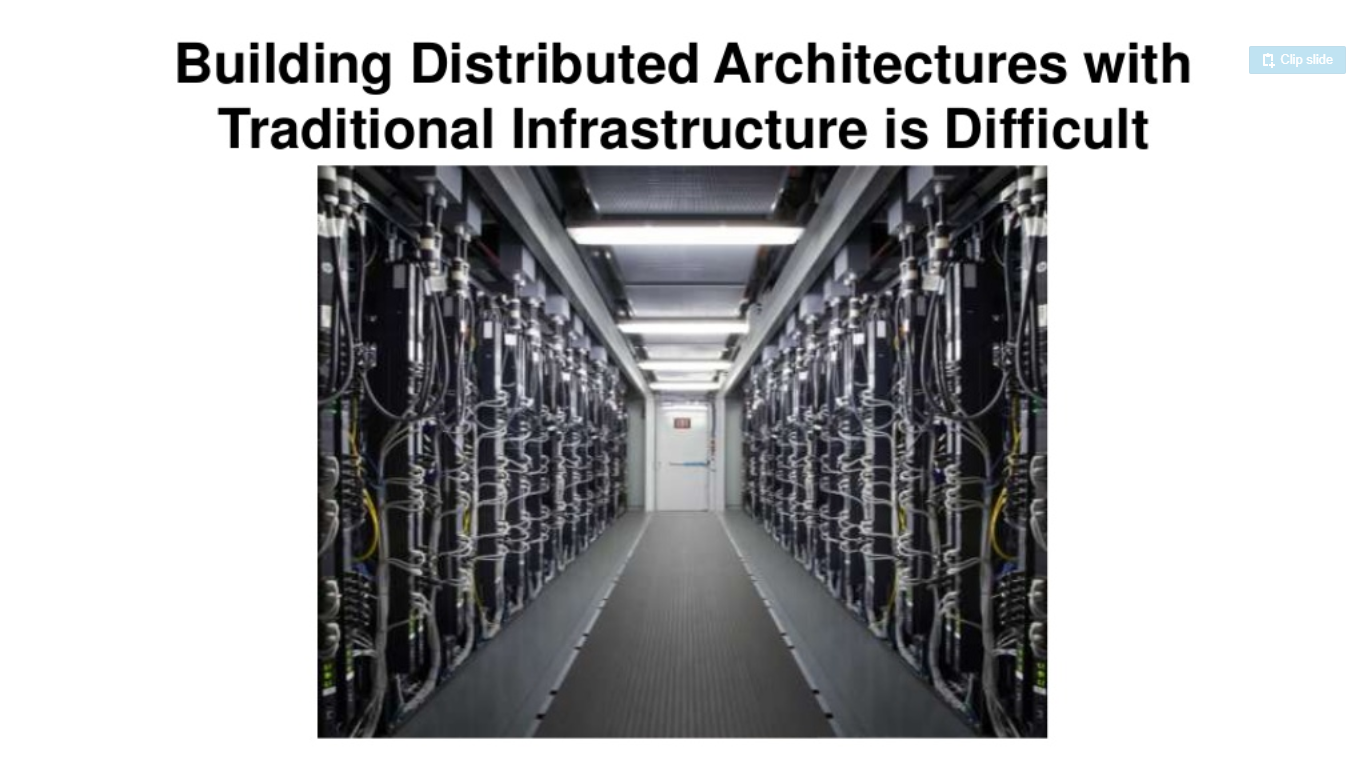 Building Distributed Architectures with
Traditional Infrastructure is Difficult
Clip slide